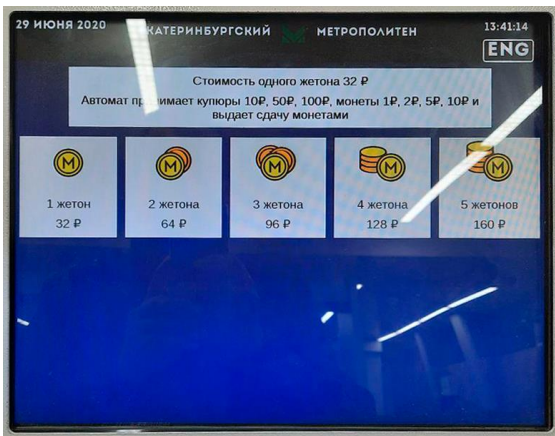 29 ИЮНЯ 2020
ЕКАТЕРИНБУРГСКИЙ МЕТРОПОЛИТЕН
13:41:14
ENG
Стоимость одного жетона 32 ₽
Автомат принимает купюры 10₽, 50₽, 100₽, монеты 1₽, 2₽, 5₽, 10₽ и
выдает сдачу монетами
1 жетон
32 ₽
2 жетона
64 ₽
3 жетона
96 ₽
4 жетона
128 ₽
5 жетонов
160 ₽